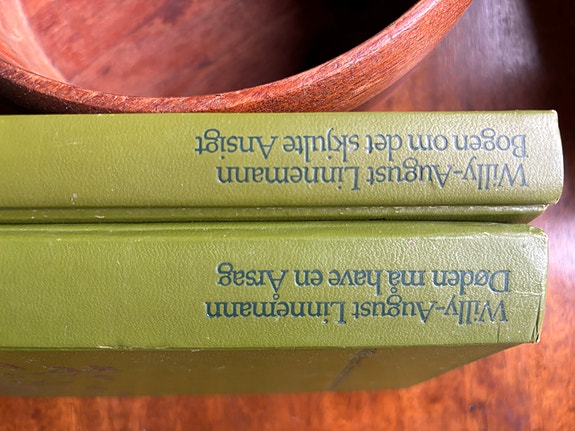 Willy-August Linnemann
Døden må have en Årsag
Willy-August Linnemann
Bogen om det skjulte Ansigt